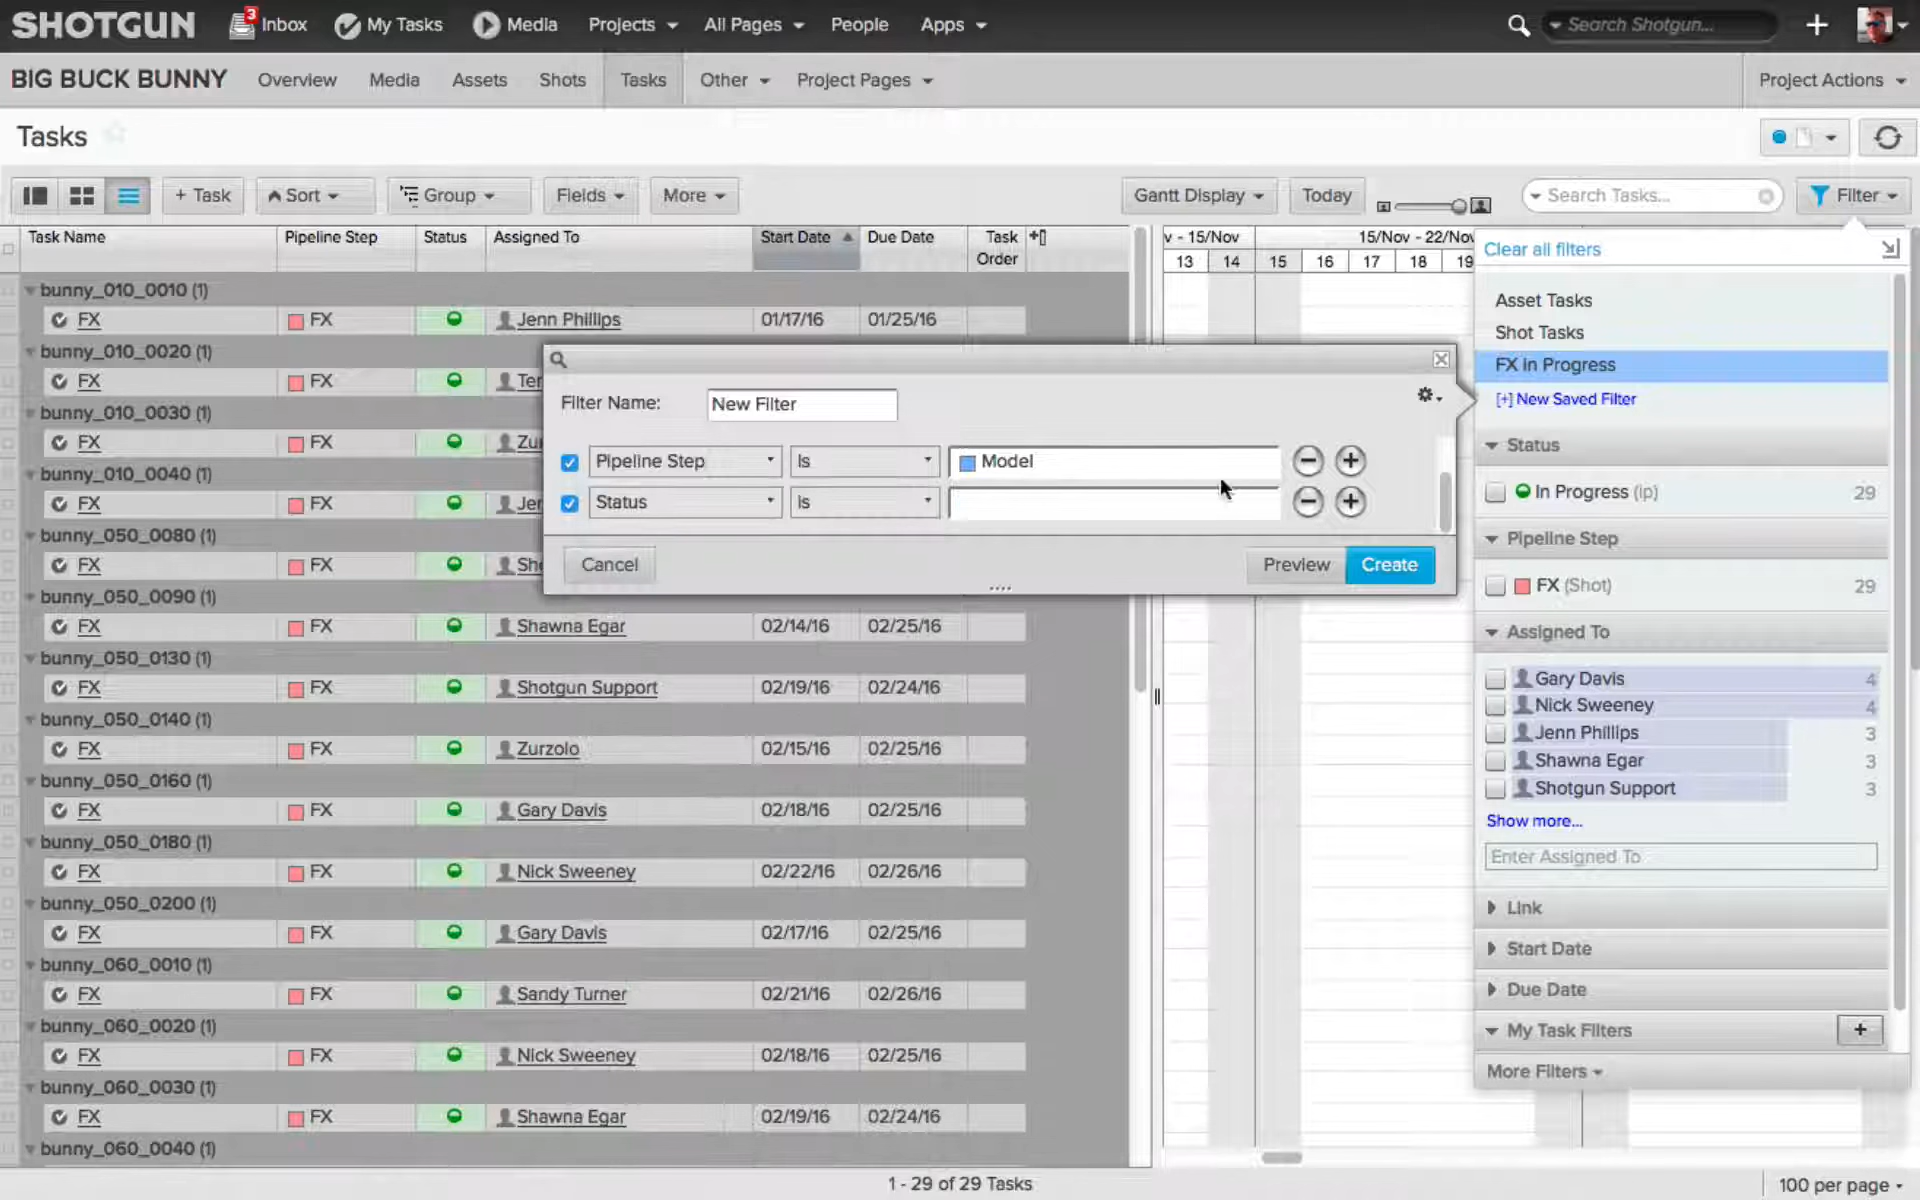 SHOTGUN 3 Inbox My Tasks Media Projects All Pages People Apps Search Shotgun...
BIG BUCK BUNNY Overview Media Assets Shots Tasks Other Project Pages Project Actions
Tasks
+ Task Sort Group Fields More Gantt Display Today Search Tasks... Filter
Task Name Pipeline Step Status Assigned To Start Date Due Date Task Order v - 15/Nov 15/Nov - 22/Nov
13 14 15 16 17 18 19
Clear all filters
bunny_010_0010 (1)
FX FX Jenn Phillips 01/17/16 01/25/16
bunny_010_0020 (1)
FX FX Ter
bunny_010_0030 (1)
FX FX Zu
bunny_010_0040 (1)
FX FX Jer
bunny_050_0080 (1)
FX FX Sh
bunny_050_0090 (1)
FX FX Shawna Egar 02/14/16 02/25/16
bunny_050_0130 (1)
FX FX Shotgun Support 02/19/16 02/24/16
bunny_050_0140 (1)
FX FX Zurzolo 02/15/16 02/25/16
bunny_050_0160 (1)
FX FX Gary Davis 02/18/16 02/25/16
bunny_050_0180 (1)
FX FX Nick Sweeney 02/22/16 02/26/16
bunny_050_0200 (1)
FX FX Gary Davis 02/17/16 02/25/16
bunny_060_0010 (1)
FX FX Sandy Turner 02/21/16 02/26/16
bunny_060_0020 (1)
FX FX Nick Sweeney 02/18/16 02/25/16
bunny_060_0030 (1)
FX FX Shawna Egar 02/19/16 02/24/16
bunny_060_0040 (1)
Filter Name: New Filter
Pipeline Step Is Model
Status Is
Cancel Preview Create
Asset Tasks
Shot Tasks
FX In Progress
[+] New Saved Filter
Status
In Progress (ip) 29
Pipeline Step
FX (Shot) 29
Assigned To
Gary Davis 4
Nick Sweeney 4
Jenn Phillips 3
Shawna Egar 3
Shotgun Support 3
Show more...
Enter Assigned To
Link
Start Date
Due Date
My Task Filters +
More Filters
1 - 29 of 29 Tasks
100 per page